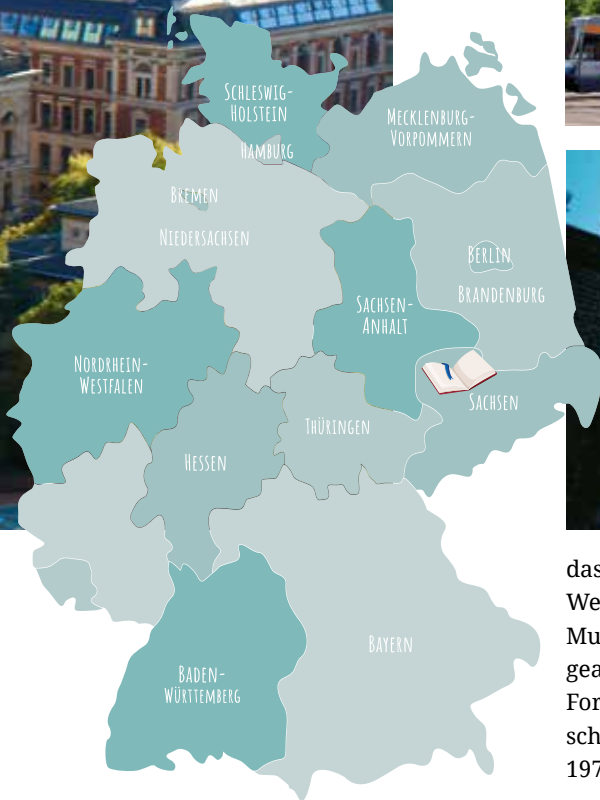 SCHLESWIG-
HOLSTEIN
MECKLENBURG-
VORPOMMERN
HAMBURG
BREMEN
NIEDERSACHSEN
BERLIN
BRANDENBURG
SACHSEN-
ANHALT
NORDRHEIN-
WESTFALEN
SACHSEN
THÜRINGEN
HESSEN
BAYERN
BADEN-
WÜRTTEMBERG
das
We
Mu
gea
For
sch
197